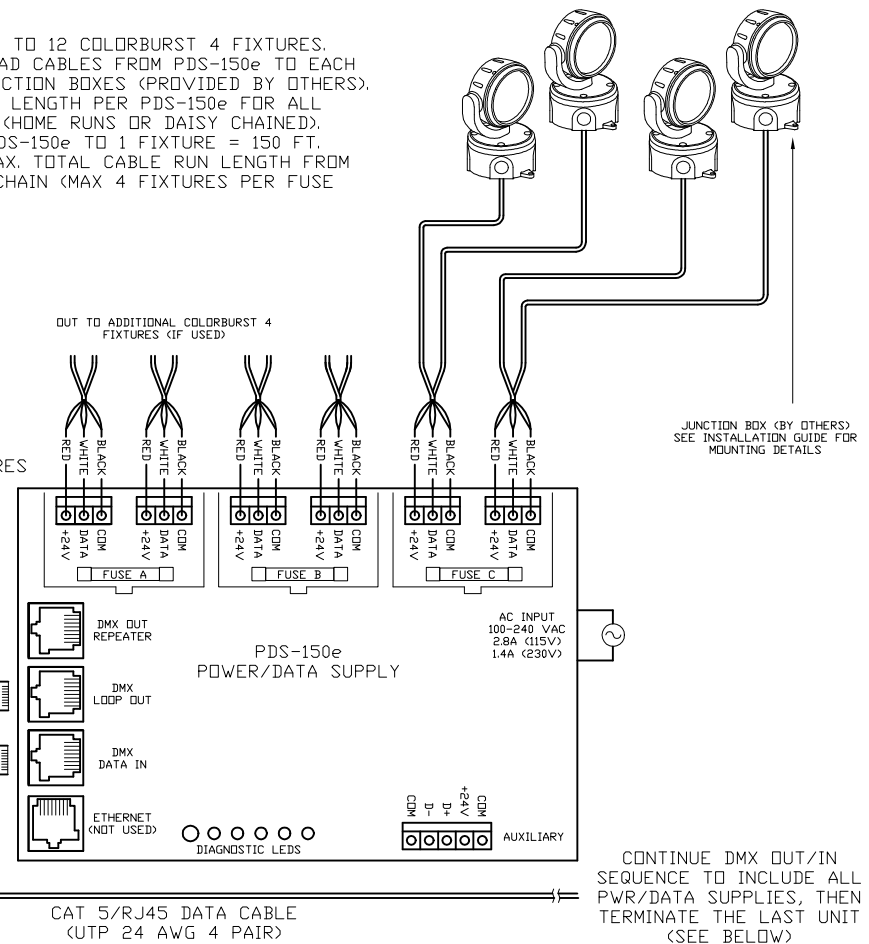 TO 12 COLORBURST 4 FIXTURES.
CABLES FROM PDS-150e TO EACH
BOXES (PROVIDED BY OTHERS).
LENGTH PER PDS-150e FOR ALL
(HOME RUNS OR DAISY CHAINED).
TO 1 FIXTURE = 150 FT.
TOTAL CABLE RUN LENGTH FROM
CHAIN (MAX 4 FIXTURES PER FUSE
OUT TO ADDITIONAL COLORBURST 4
FIXTURES (IF USED)
JUNCTION BOX (BY OTHERS)
SEE INSTALLATION GUIDE FOR
MOUNTING DETAILS
RED WHITE BLACK RED WHITE BLACK RED WHITE BLACK RED WHITE BLACK RED WHITE BLACK RED WHITE BLACK
+24V DATA COM +24V DATA COM +24V DATA COM +24V DATA COM +24V DATA COM +24V DATA COM
FUSE A FUSE B FUSE C
DMX OUT
REPEATER
AC INPUT
100-240 VAC
2.8A (115V)
1.4A (230V)
PDS-150e
POWER/DATA SUPPLY
DMX
LOOP OUT
DMX
DATA IN
ETHERNET
(NOT USED)
DIAGNOSTIC LEDS
COM D- D+ +24V COM
AUXILIARY
CAT 5/RJ45 DATA CABLE
(UTP 24 AWG 4 PAIR)
CONTINUE DMX OUT/IN
SEQUENCE TO INCLUDE ALL
PWR/DATA SUPPLIES, THEN
TERMINATE THE LAST UNIT
(SEE BELOW)